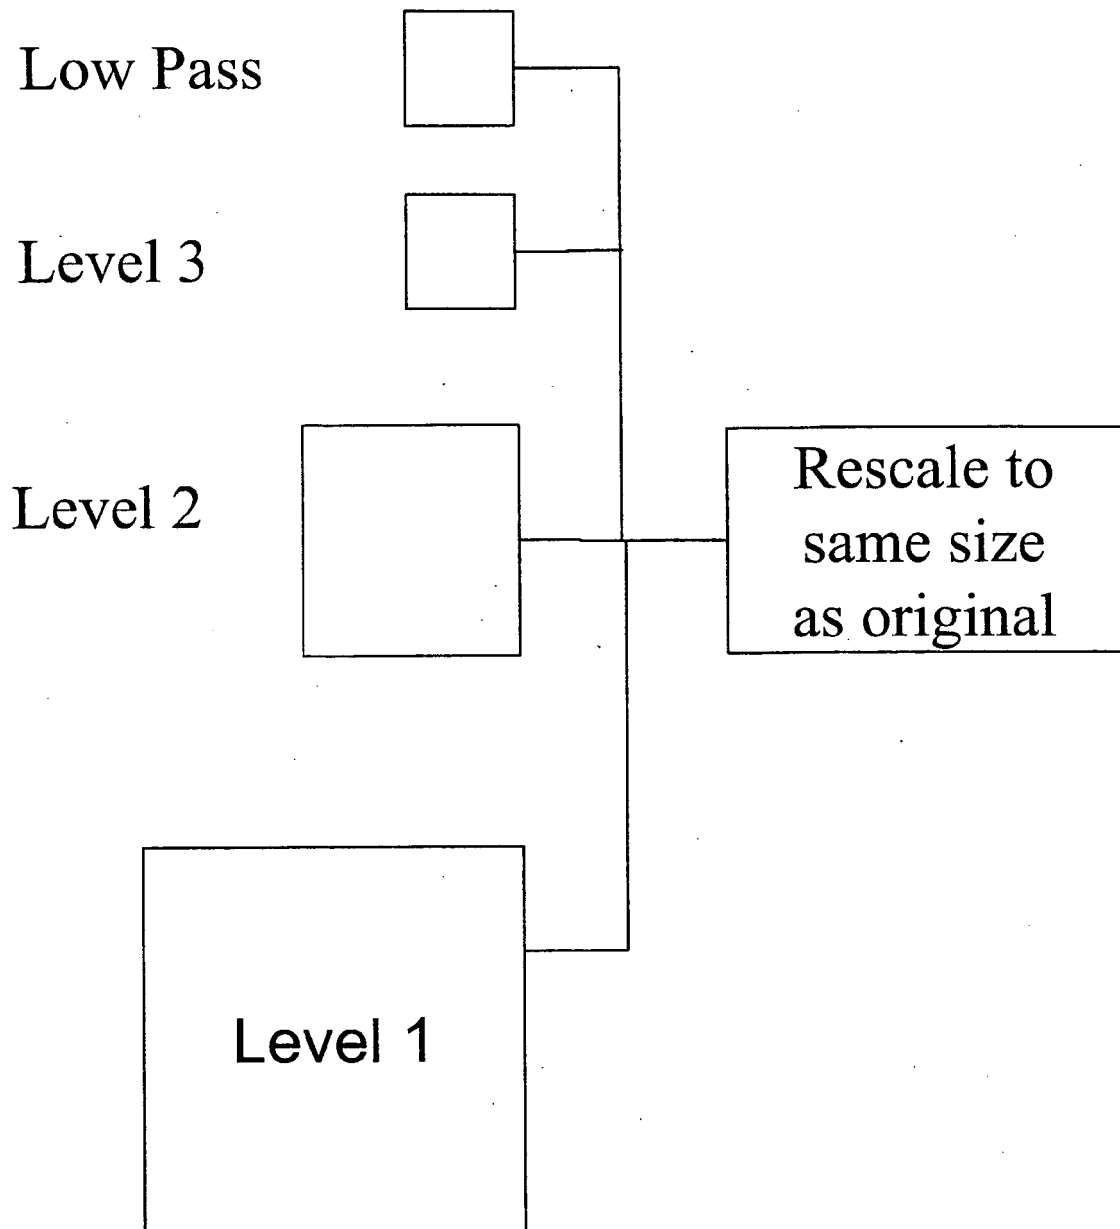 Low Pass
Level 3
Level 2
Rescale to
same size
as original
Level 1